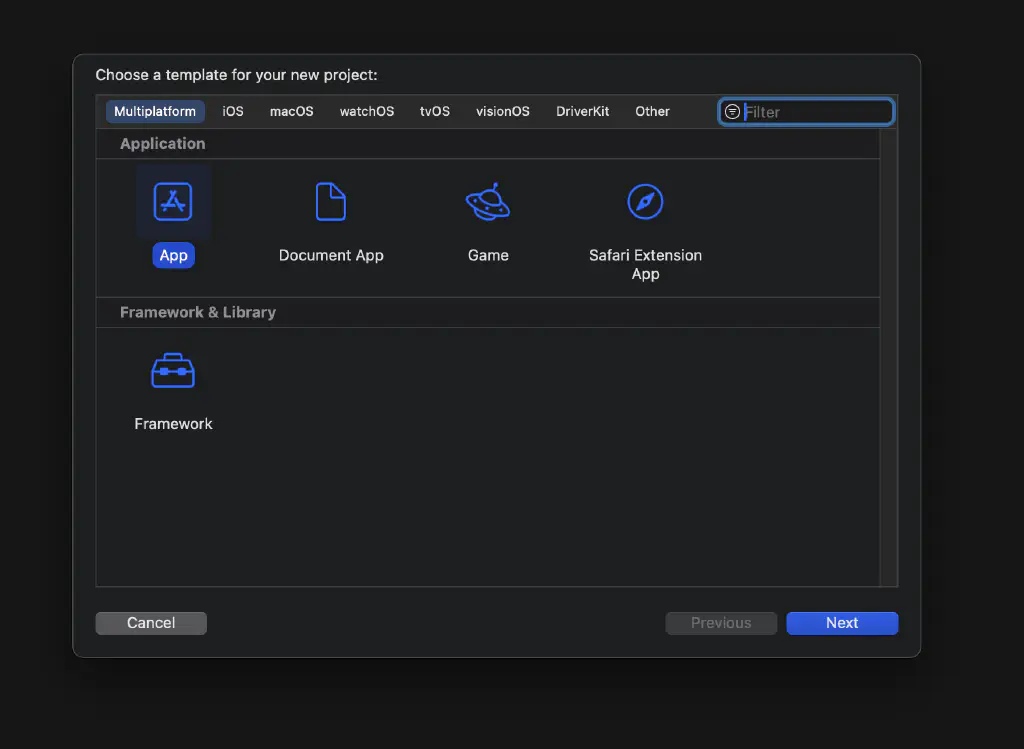 Choose a template for your new project:
Multiplatform iOS macOS watchOS tvOS visionOS DriverKit Other Filter
Application
App Document App Game Safari Extension
App
Framework & Library
Framework
Cancel Previous Next